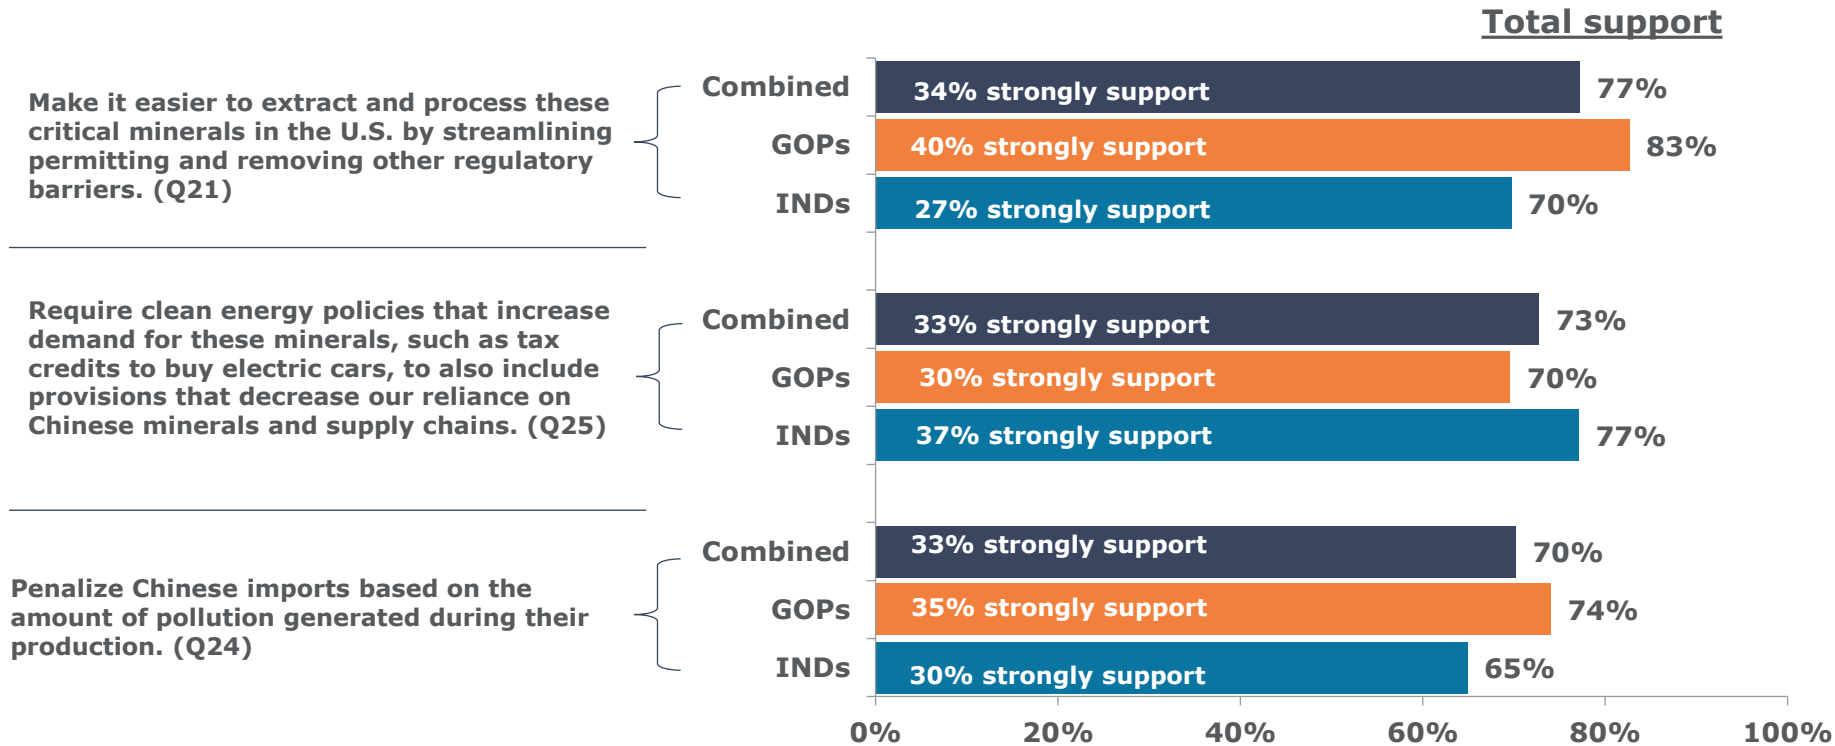 Total support
Make it easier to extract and process these
critical minerals in the U.S. by streamlining
permitting and removing other regulatory
barriers. (Q21)
Combined
34% strongly support
77%
GOPs
40% strongly support
83%
INDs
27% strongly support
70%
Require clean energy policies that increase
demand for these minerals, such as tax
credits to buy electric cars, to also include
provisions that decrease our reliance on
Chinese minerals and supply chains. (Q25)
Combined
33% strongly support
73%
GOPs
30% strongly support
70%
INDs
37% strongly support
77%
Penalize Chinese imports based on the
amount of pollution generated during their
production. (Q24)
Combined
33% strongly support
70%
GOPs
35% strongly support
74%
INDs
30% strongly support
65%
0% 20% 40% 60% 80% 100%